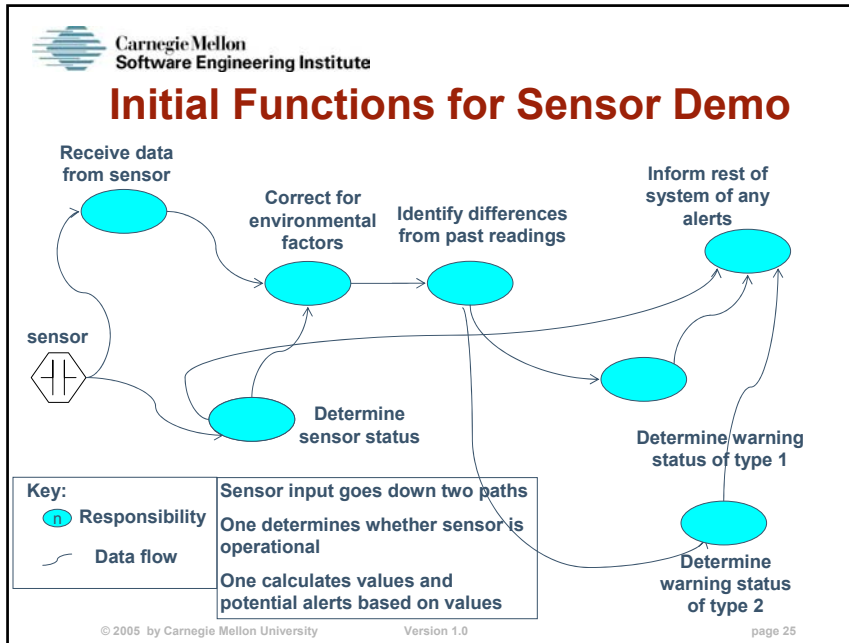 Carnegie Mellon
Software Engineering Institute
Initial Functions for Sensor Demo
Receive data
from sensor
Correct for
environmental
factors
Identify differences
from past readings
Inform rest of
system of any
alerts
sensor
Determine
sensor status
Determine warning
status of type 1
Determine
warning status
of type 2
Key:
n Responsibility
Data flow
Sensor input goes down two paths
One determines whether sensor is
operational
One calculates values and
potential alerts based on values
© 2005 by Carnegie Mellon University Version 1.0 page 25